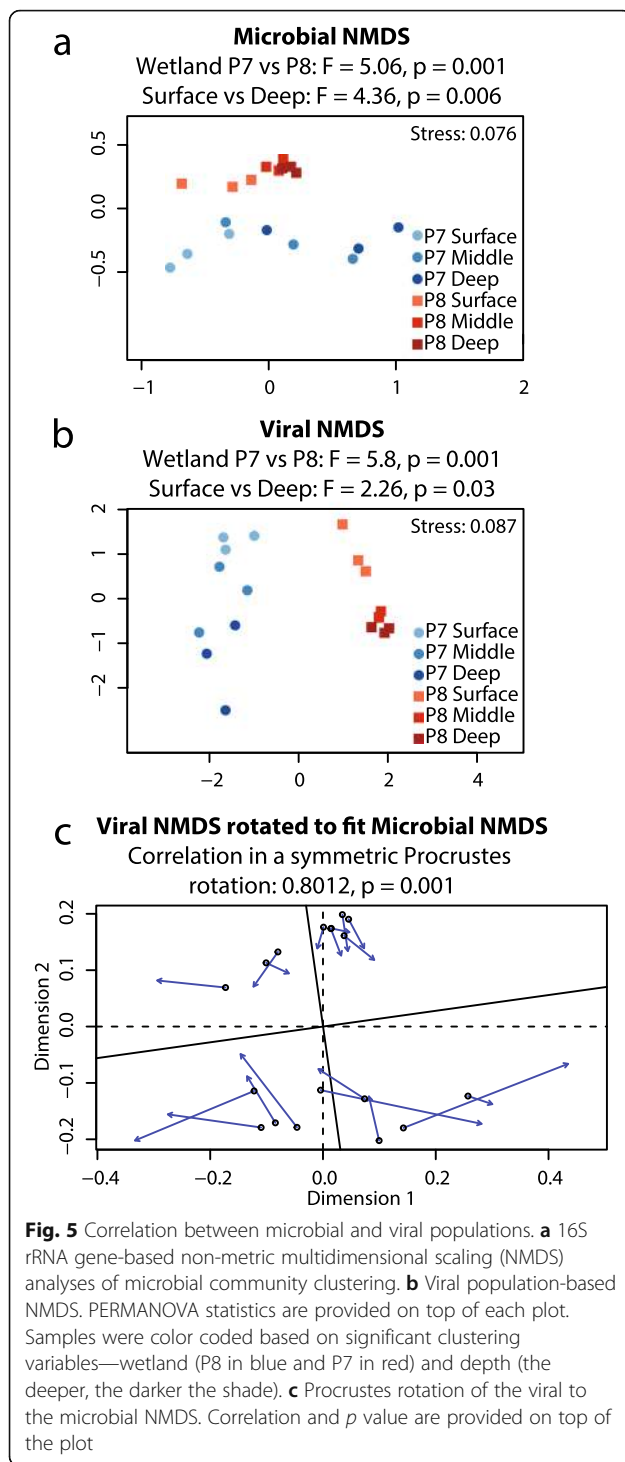 a
Microbial NMDS
Wetland P7 vs P8: F = 5.06, p = 0.001
Surface vs Deep: F = 4.36, p = 0.006
Stress: 0.076
0.5
0.0
−0.5
P7 Surface
P7 Middle
P7 Deep
P8 Surface
P8 Middle
P8 Deep
−1 0 1 2
b
Viral NMDS
Wetland P7 vs P8: F = 5.8, p = 0.001
Surface vs Deep: F = 2.26, p = 0.03
Stress: 0.087
2
1
0
−1
−2
P7 Surface
P7 Middle
P7 Deep
P8 Surface
P8 Middle
P8 Deep
−2 0 2 4
c
Viral NMDS rotated to fit Microbial NMDS
Correlation in a symmetric Procrustes
rotation: 0.8012, p = 0.001
Dimension 2
0.2
0.1
0.0
−0.1
−0.2
−0.4 −0.2 0.0 0.2 0.4
Dimension 1
Fig. 5 Correlation between microbial and viral populations. a 16S
rRNA gene-based non-metric multidimensional scaling (NMDS)
analyses of microbial community clustering. b Viral population-based
NMDS. PERMANOVA statistics are provided on top of each plot.
Samples were color coded based on significant clustering
variables—wetland (P8 in blue and P7 in red) and depth (the
deeper, the darker the shade). c Procrustes rotation of the viral to
the microbial NMDS. Correlation and p value are provided on top of
the plot